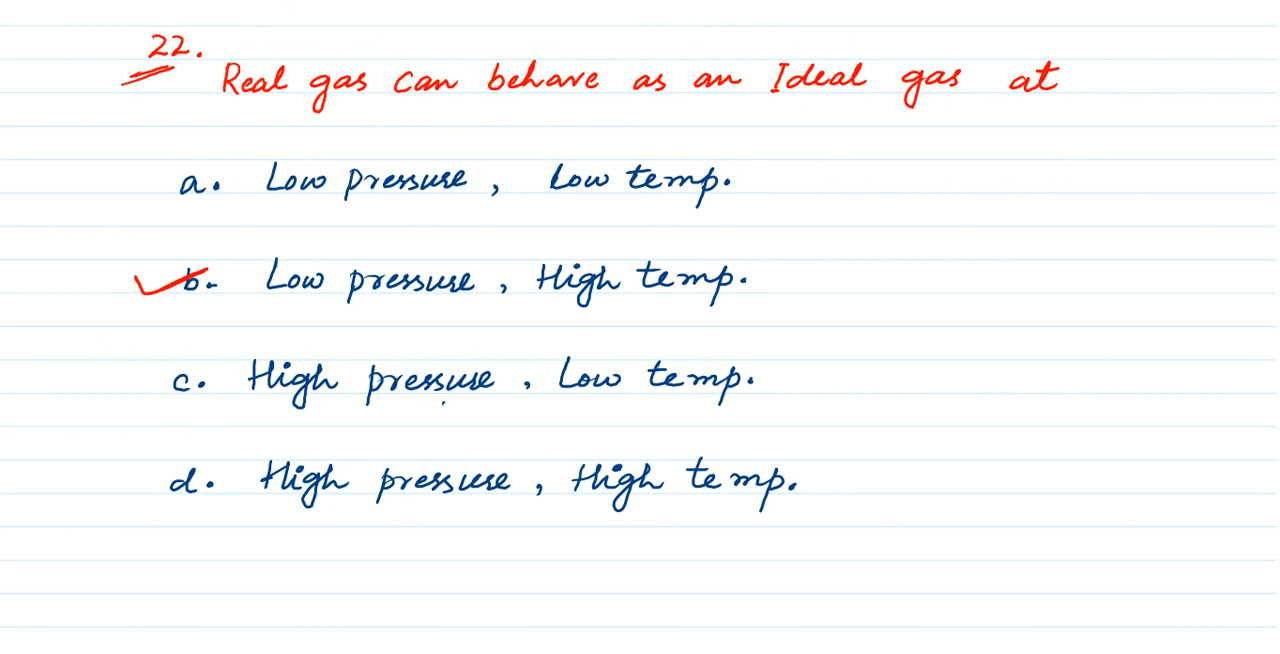 22.
Real gas can behave as an Ideal gas at
a. Low pressure, Low temp.
b. Low pressure, High temp.
c. High pressure, Low temp.
d. High pressure, High temp.